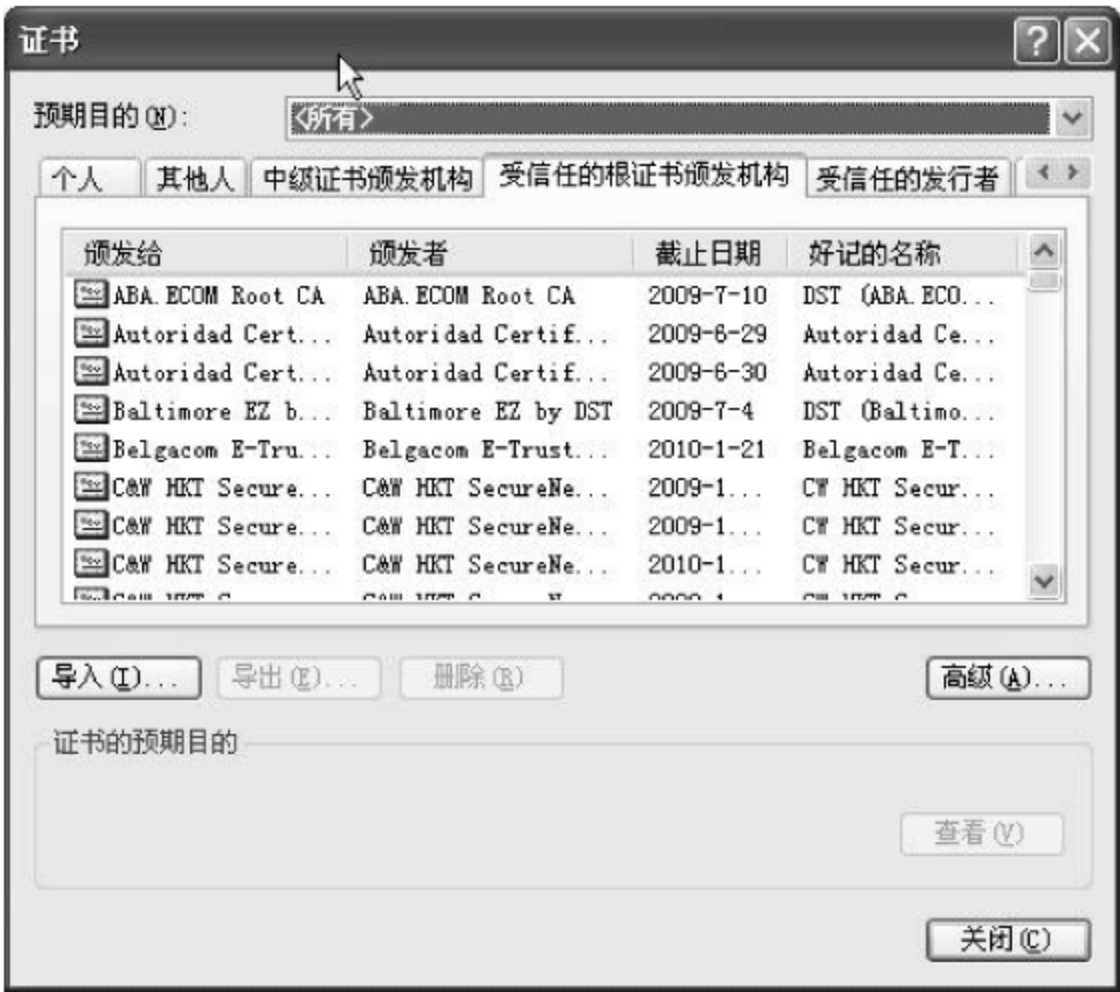 证书
预期目的(N): <所有>
个人 其他人 中级证书颁发机构 受信任的根证书颁发机构 受信任的发行者
颁发给 颁发者 截止日期 好记的名称
ABA.ECOM Root CA ABA.ECOM Root CA 2009-7-10 DST (ABA.ECO...
Autoridad Cert... Autoridad Certif... 2009-6-29 Autoridad Ce...
Autoridad Cert... Autoridad Certif... 2009-6-30 Autoridad Ce...
Baltimore EZ b... Baltimore EZ by DST 2009-7-4 DST (Baltimo...
Belgacom E-Tru... Belgacom E-Trust... 2010-1-21 Belgacom E-T...
C&W HKT Secure... C&W HKT SecureNe... 2009-1... CW HKT Secur...
C&W HKT Secure... C&W HKT SecureNe... 2009-1... CW HKT Secur...
C&W HKT Secure... C&W HKT SecureNe... 2010-1... CW HKT Secur...
导入(I)... 导出(E)... 删除(R) 高级(A)...
证书的预期目的
查看(V)
关闭(C)